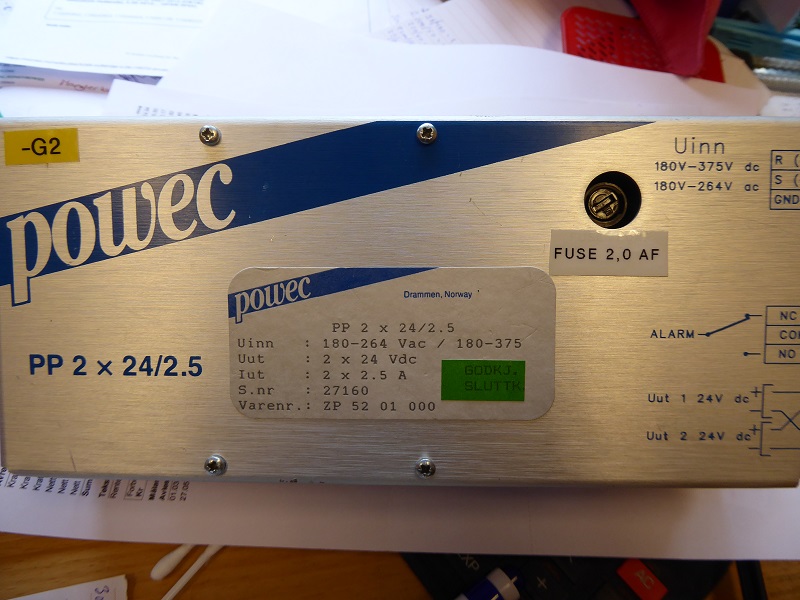 -G2
powec
PP 2 x 24/2.5
powec
Drammen, Norway
PP 2 x 24/2.5
Uinn : 180-264 Vac / 180-375
Uut : 2 x 24 Vdc
Iut : 2 x 2.5 A
S.nr : 27160
Varenr.: ZP 52 01 000
GODKJ.
SLUTTK
Uinn
180V-375V dc
180V-264V ac
R (
S (
GND
FUSE 2,0 AF
ALARM
NC
CO
NO
Uut 1 24V dc +
Uut 2 24V dc +